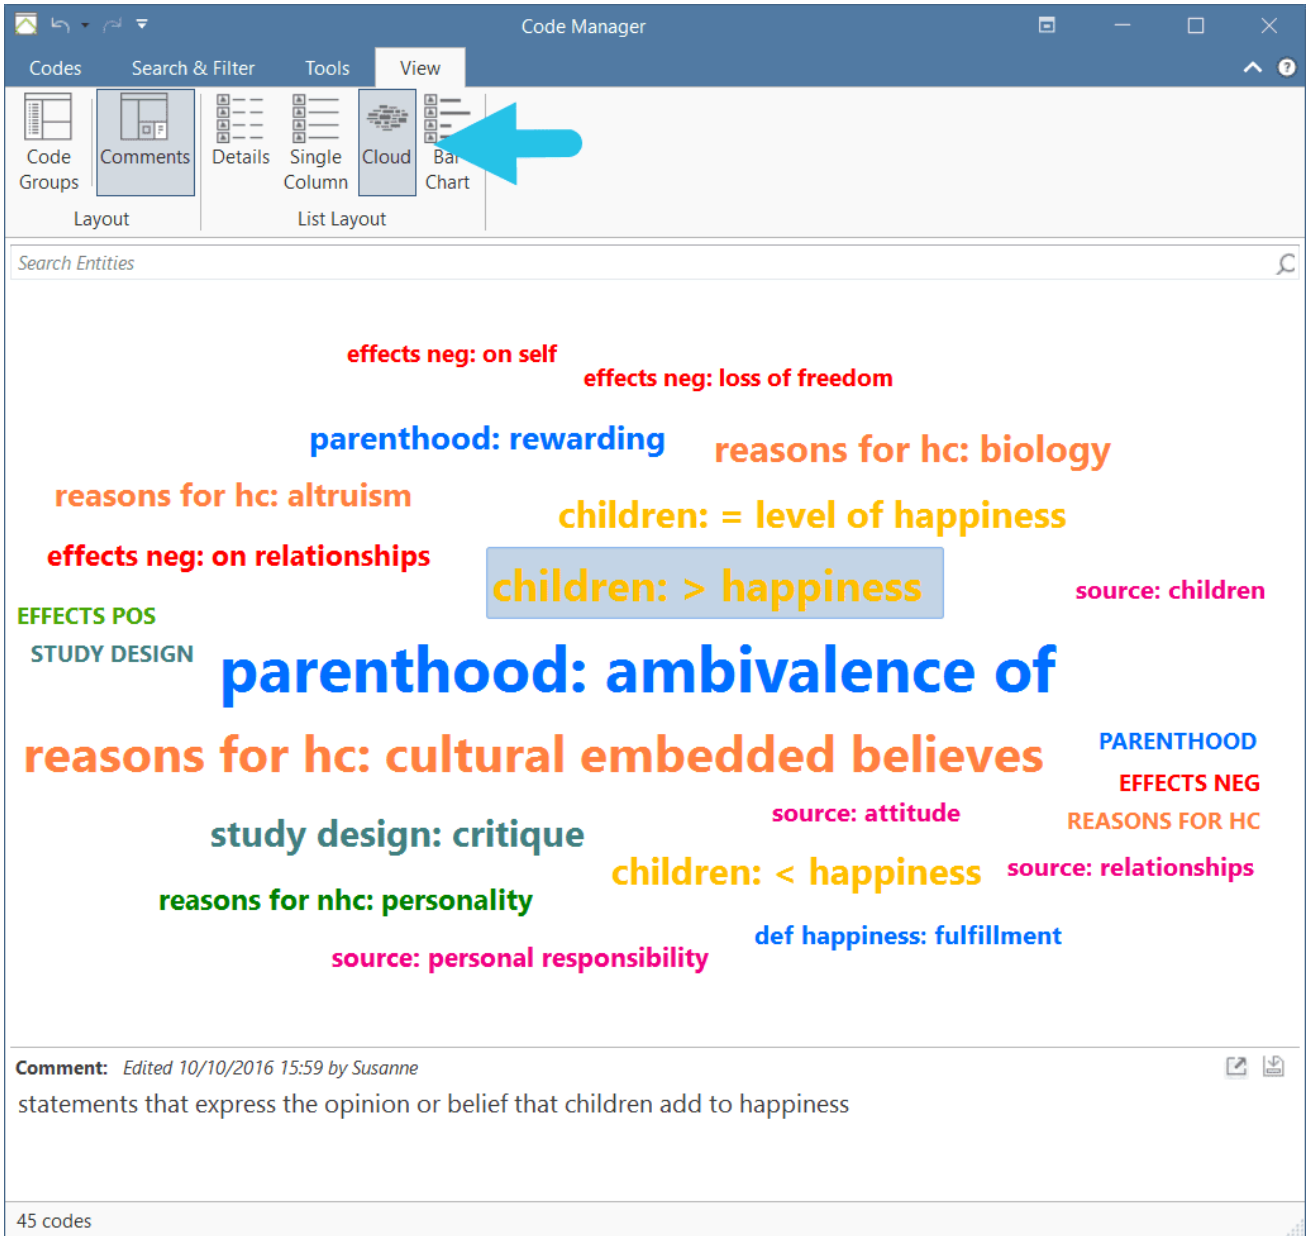 Code Manager
Codes Search & Filter Tools View
Code Groups
Comments
Details
Single Column
Cloud
Bar Chart
Layout List Layout
Search Entities
effects neg: on self
effects neg: loss of freedom
parenthood: rewarding
reasons for hc: biology
reasons for hc: altruism
children: = level of happiness
effects neg: on relationships
children: > happiness
source: children
EFFECTS POS
STUDY DESIGN
parenthood: ambivalence of
reasons for hc: cultural embedded believes
PARENTHOOD
EFFECTS NEG
source: attitude
REASONS FOR HC
study design: critique
children: < happiness
source: relationships
reasons for nhc: personality
def happiness: fulfillment
source: personal responsibility
Comment: Edited 10/10/2016 15:59 by Susanne
statements that express the opinion or belief that children add to happiness
45 codes